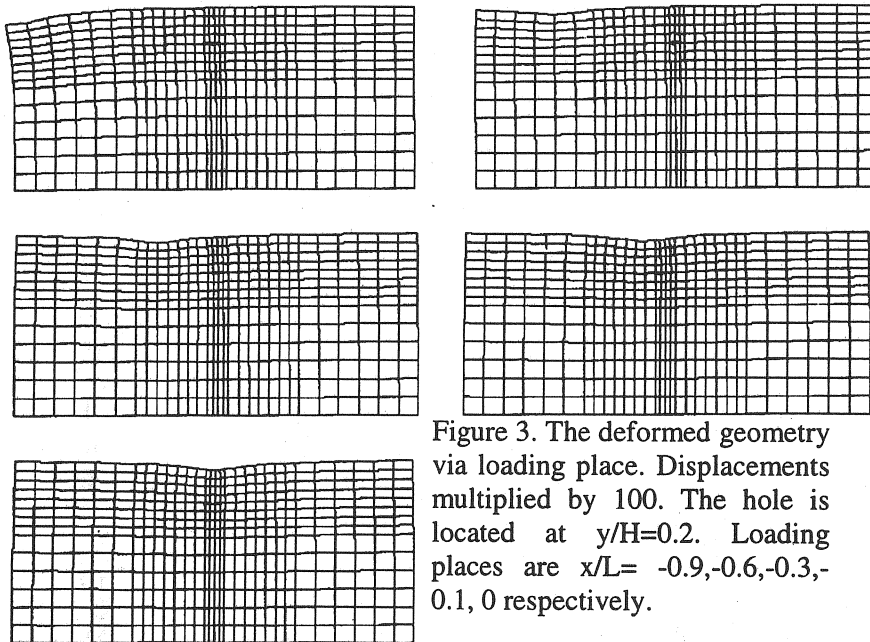 Figure 3. The deformed geometry
via loading place. Displacements
multiplied by 100. The hole is
located at y/H=0.2. Loading
places are x/L= -0.9,-0.6,-0.3,-
0.1, 0 respectively.